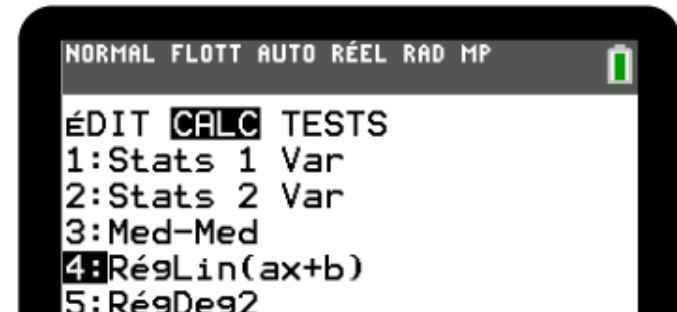 NORMAL FLOTT AUTO RÉEL RAD MP
ÉDIT CALC TESTS
1:Stats 1 Var
2:Stats 2 Var
3:Med-Med
4:RégLin(ax+b)
5:RégDeg2